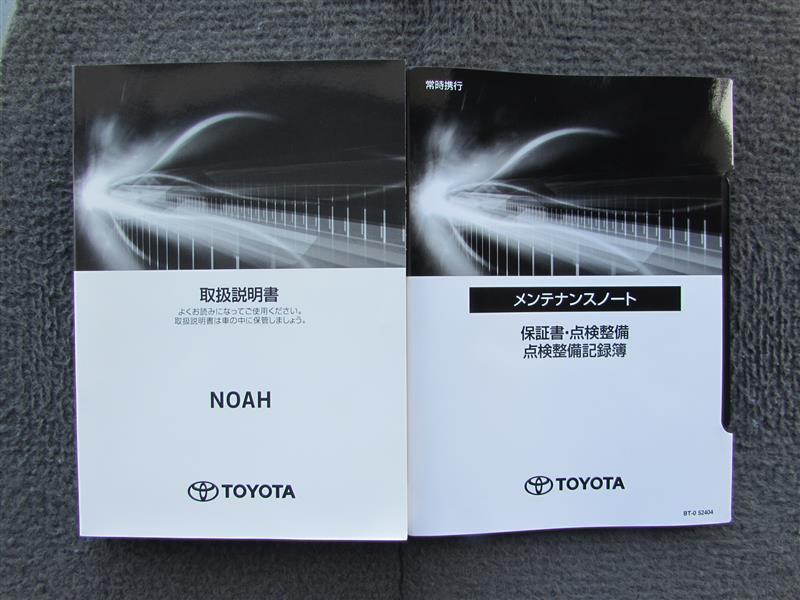 取扱説明書
よくお読みになってご使用ください。
取扱説明書は車の中に保管しましょう。
NOAH
TOYOTA
常時携行
メンテナンスノート
保証書・点検整備
点検整備記録簿
TOYOTA
BT-0 52404